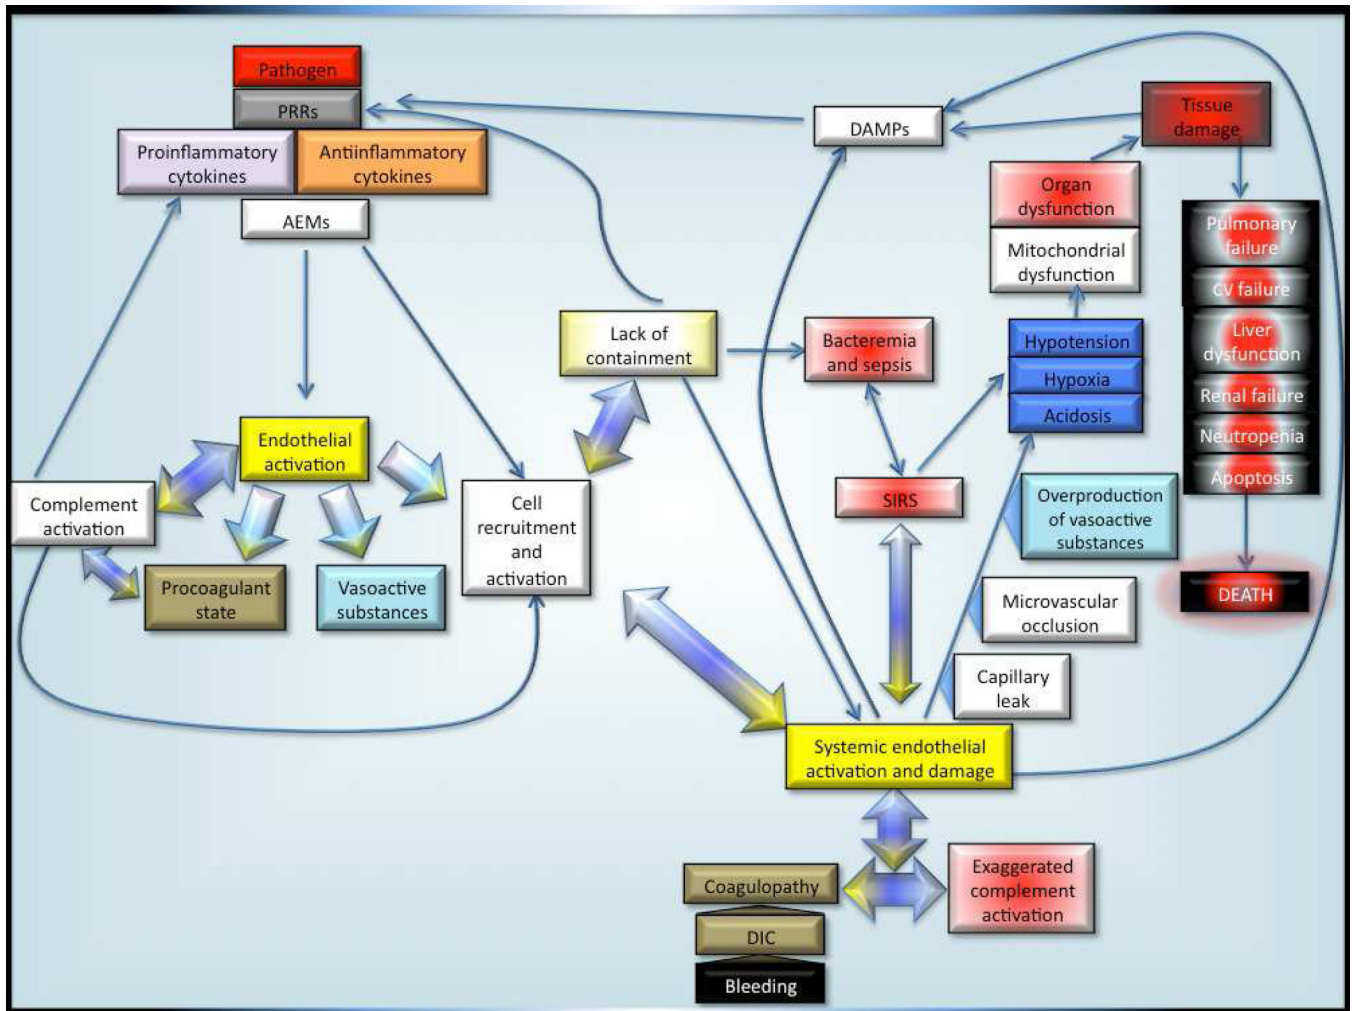 Pathogen
PRRs
Proinflammatory
cytokines
Antiinflammatory
cytokines
AEMs
DAMPs
Tissue
damage
Organ
dysfunction
Mitochondrial
dysfunction
Pulmonary
failure
CV failure
Liver
dysfunction
Renal failure
Neutropenia
Apoptosis
DEATH
Lack of
containment
Bacteremia
and sepsis
Hypotension
Hypoxia
Acidosis
Endothelial
activation
Complement
activation
Cell
recruitment
and
activation
SIRS
Overproduction
of vasoactive
substances
Procoagulant
state
Vasoactive
substances
Microvascular
occlusion
Capillary
leak
Systemic endothelial
activation and damage
Coagulopathy
DIC
Bleeding
Exaggerated
complement
activation